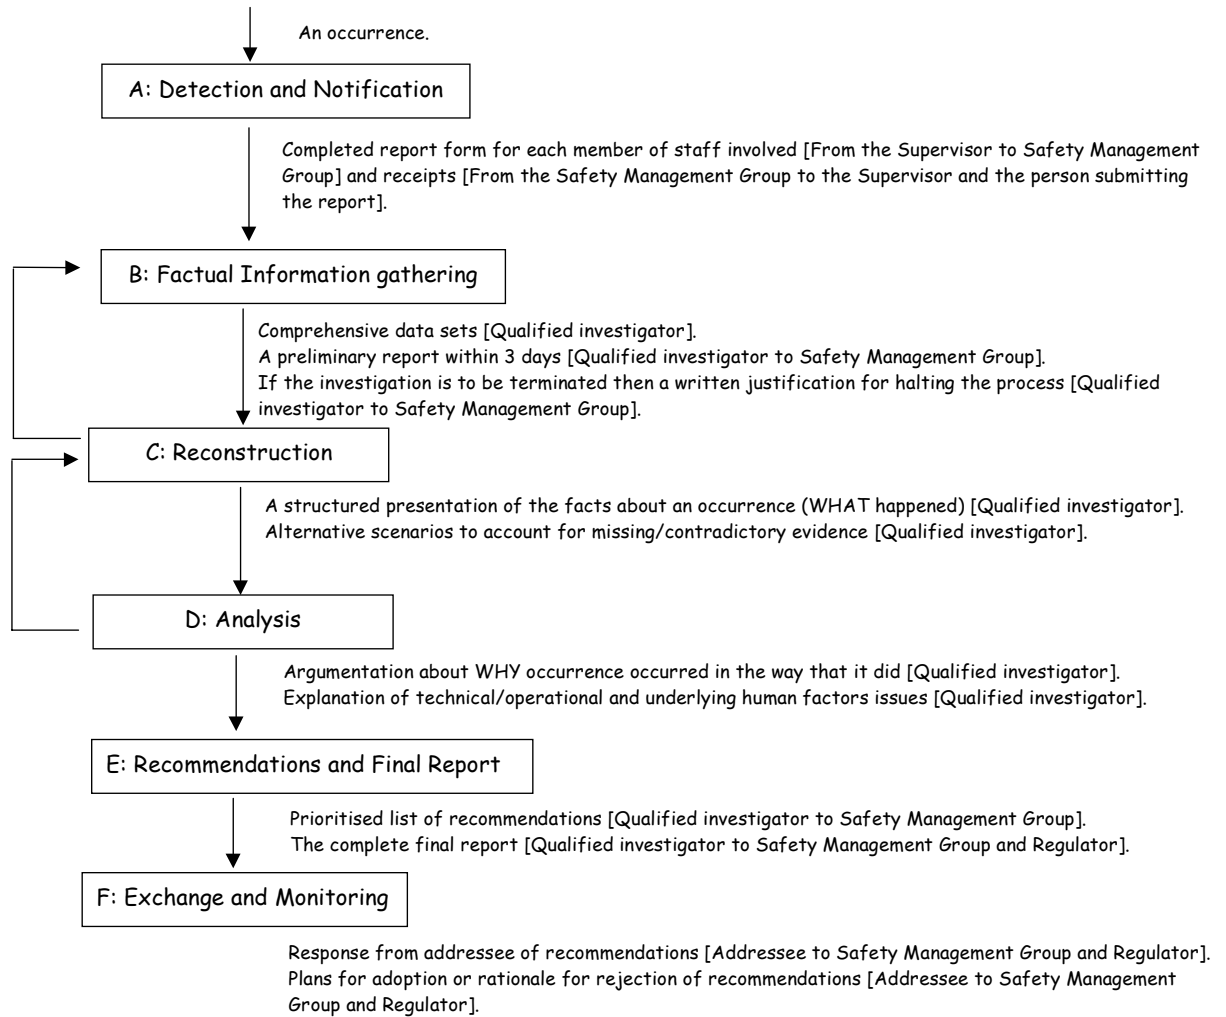 An occurrence.
A: Detection and Notification
Completed report form for each member of staff involved [From the Supervisor to Safety Management
Group] and receipts [From the Safety Management Group to the Supervisor and the person submitting
the report].
B: Factual Information gathering
Comprehensive data sets [Qualified investigator].
A preliminary report within 3 days [Qualified investigator to Safety Management Group].
If the investigation is to be terminated then a written justification for halting the process [Qualified
investigator to Safety Management Group].
C: Reconstruction
A structured presentation of the facts about an occurrence (WHAT happened) [Qualified investigator].
Alternative scenarios to account for missing/contradictory evidence [Qualified investigator].
D: Analysis
Argumentation about WHY occurrence occurred in the way that it did [Qualified investigator].
Explanation of technical/operational and underlying human factors issues [Qualified investigator].
E: Recommendations and Final Report
Prioritised list of recommendations [Qualified investigator to Safety Management Group].
The complete final report [Qualified investigator to Safety Management Group and Regulator].
F: Exchange and Monitoring
Response from addressee of recommendations [Addressee to Safety Management Group and Regulator].
Plans for adoption or rationale for rejection of recommendations [Addressee to Safety Management
Group and Regulator].